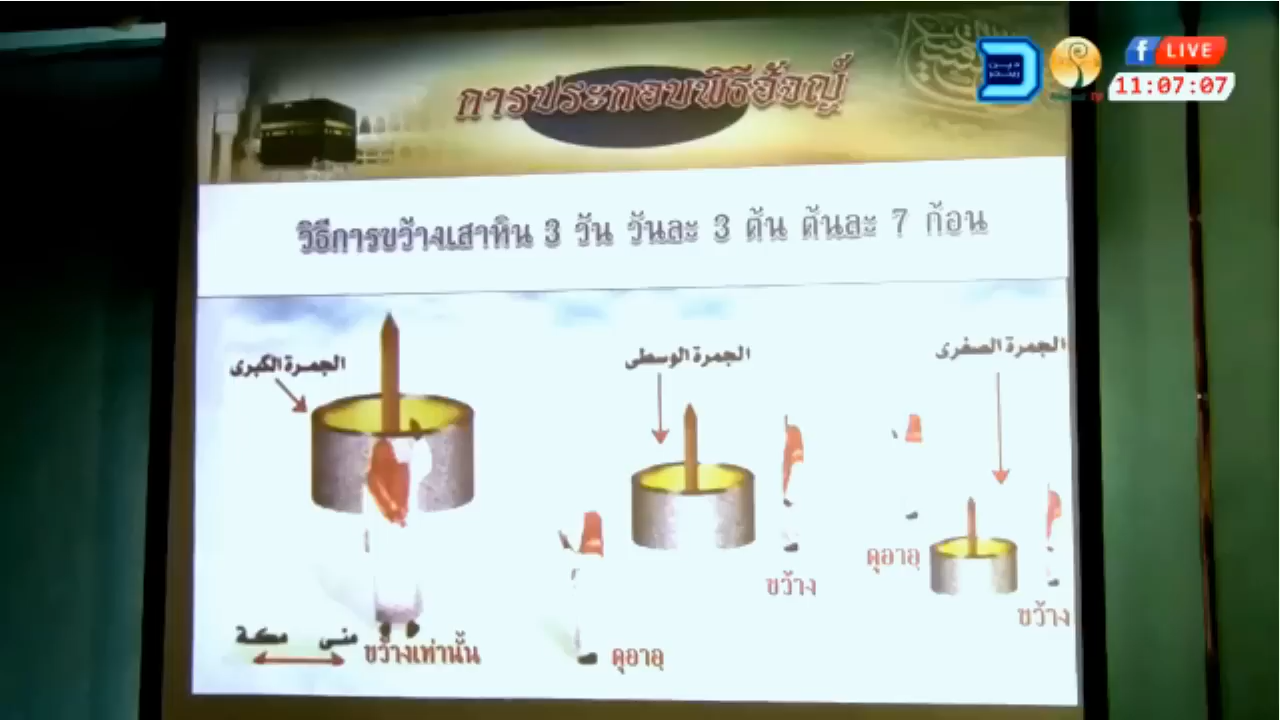 การประกอบพิธีฮัจญ์
LIVE
11:07:07
วิธีการขว้างเสาหิน 3 วัน วันละ 3 ต้น ต้นละ 7 ก้อน
الجمرة الكبرى
الجمرة الوسطى
الجمرة الصغرى
ดุอาอฺ
ขว้าง
ขว้าง
مكة منى
ขว้างเท่านั้น
ดุอาอฺ